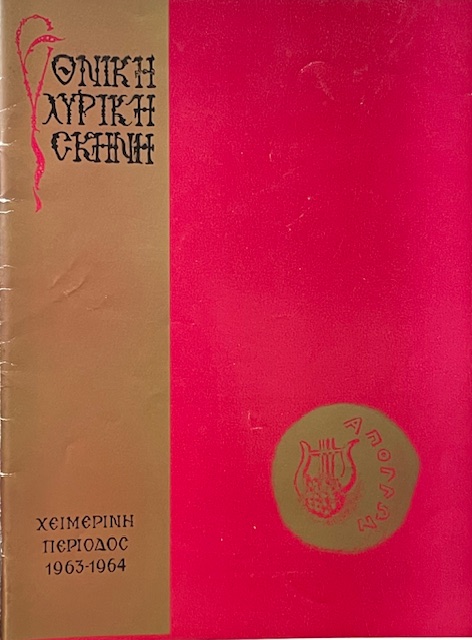 ΕΘΝΙΚΗ
ΛΥΡΙΚΗ
ΣΚΗΝΗ
ΑΠΟΛΛΩΝ
ΧΕΙΜΕΡΙΝΗ
ΠΕΡΙΟΔΟΣ
1963-1964